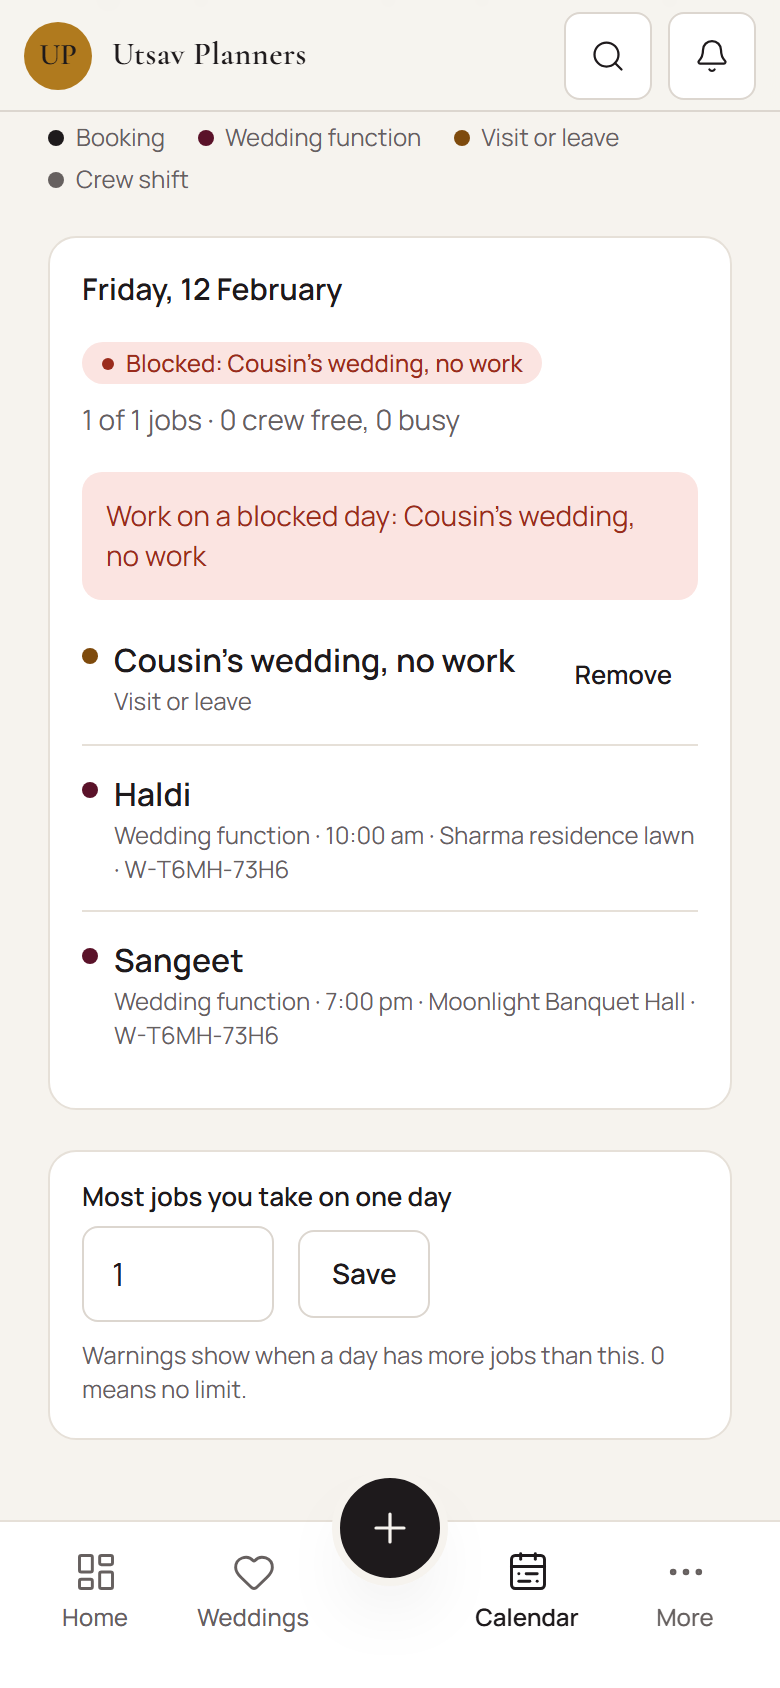 UP Utsav Planners
Booking Wedding function Visit or leave
Crew shift
Friday, 12 February
Blocked: Cousin's wedding, no work
1 of 1 jobs · 0 crew free, 0 busy
Work on a blocked day: Cousin's wedding,
no work
Cousin's wedding, no work
Remove
Visit or leave
Haldi
Wedding function · 10:00 am · Sharma residence lawn
· W-T6MH-73H6
Sangeet
Wedding function · 7:00 pm · Moonlight Banquet Hall ·
W-T6MH-73H6
Most jobs you take on one day
1 Save
Warnings show when a day has more jobs than this. 0
means no limit.
Home Weddings Calendar More